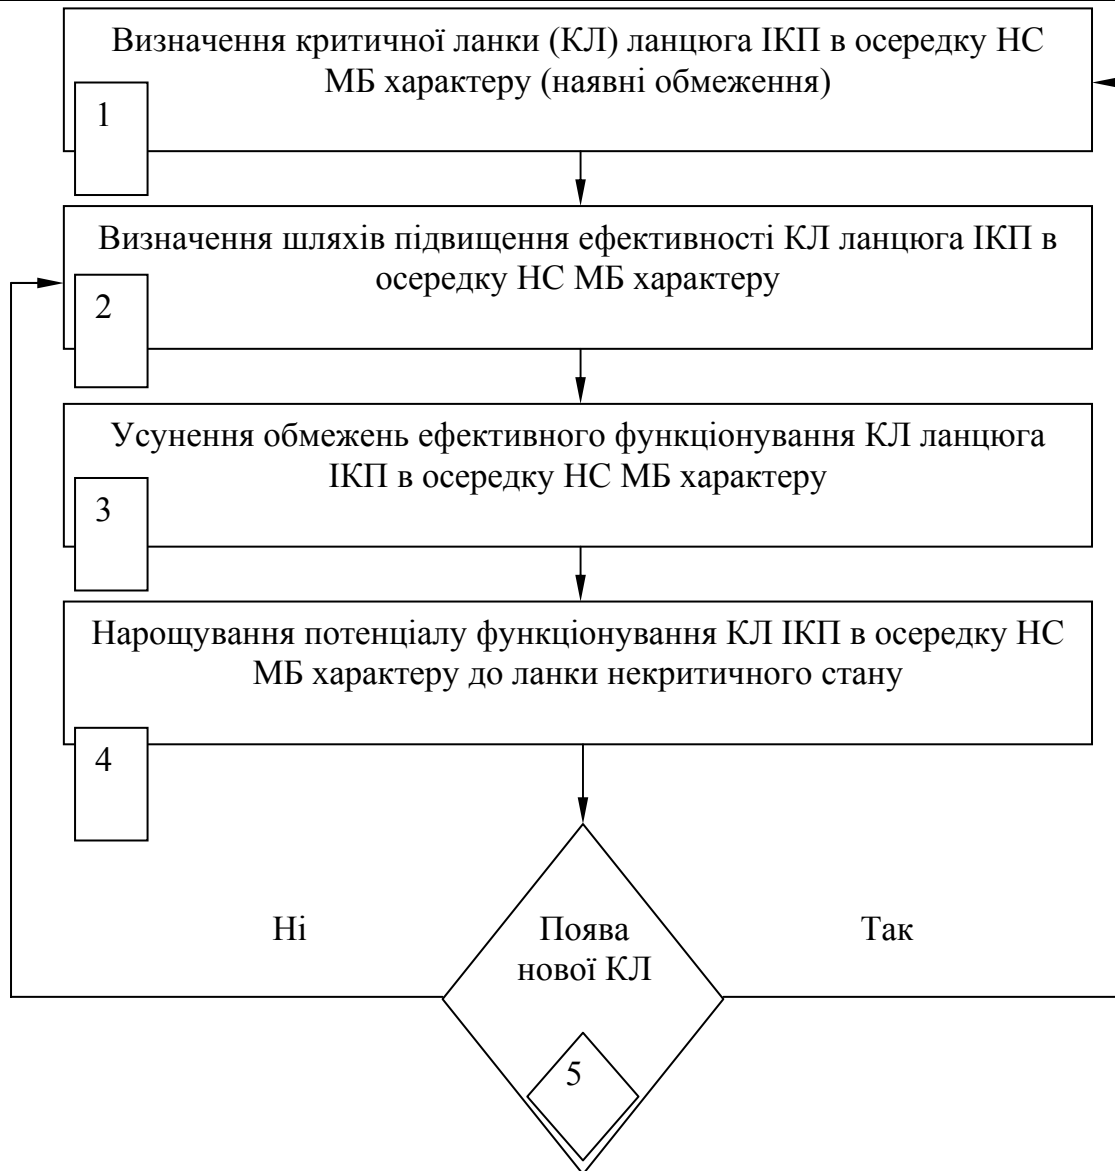 Визначення критичної ланки (КЛ) ланцюга ІКП в осередку НС
МБ характеру (наявні обмеження)
1
Визначення шляхів підвищення ефективності КЛ ланцюга ІКП в
осередку НС МБ характеру
2
Усунення обмежень ефективного функціонування КЛ ланцюга
ІКП в осередку НС МБ характеру
3
Нарощування потенціалу функціонування КЛ ІКП в осередку НС
МБ характеру до ланки некритичного стану
4
Ні
Поява
нової КЛ
Так
5